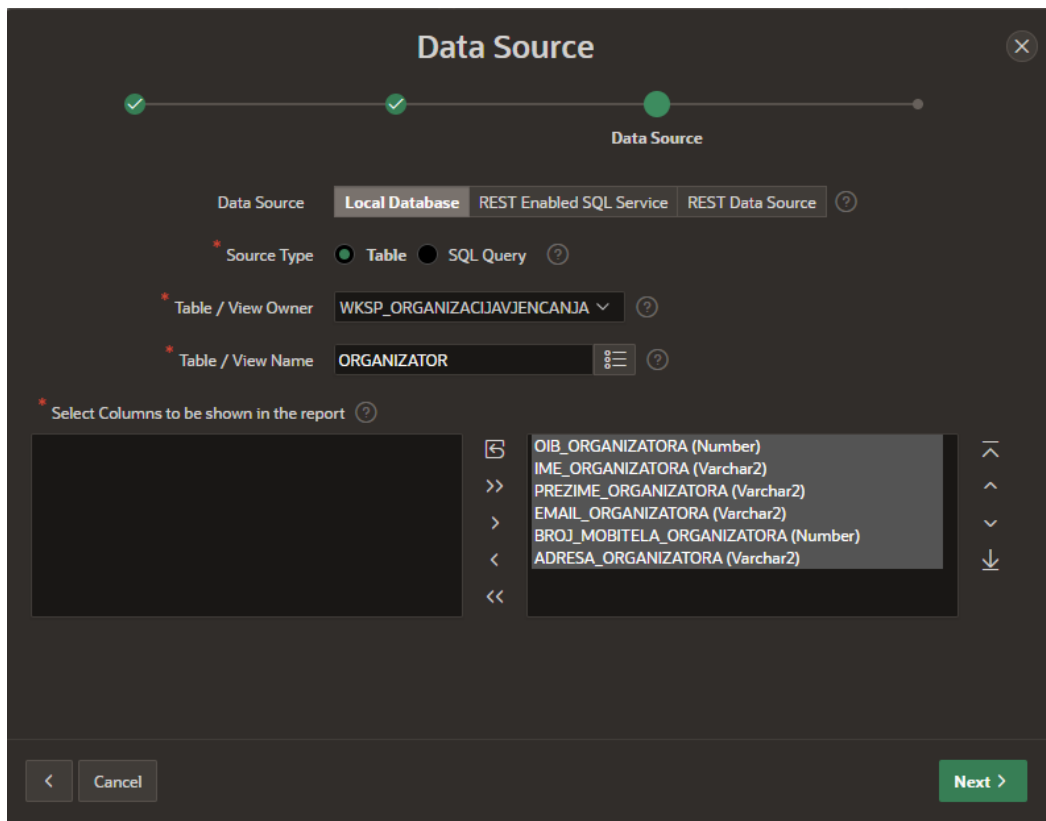 Data Source
Data Source
Data Source Local Database REST Enabled SQL Service REST Data Source ?
* Source Type Table SQL Query ?
* Table / View Owner WKSP_ORGANIZACIJAVJENCANJA ?
* Table / View Name ORGANIZATOR ?
* Select Columns to be shown in the report ?
OIB_ORGANIZATORA (Number)
IME_ORGANIZATORA (Varchar2)
PREZIME_ORGANIZATORA (Varchar2)
EMAIL_ORGANIZATORA (Varchar2)
BROJ_MOBITELA_ORGANIZATORA (Number)
ADRESA_ORGANIZATORA (Varchar2)
Cancel Next